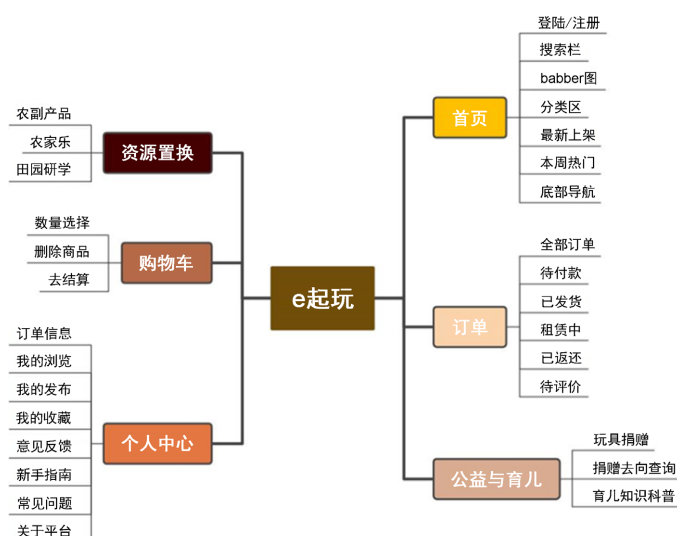 e起玩
首页
登陆/注册
搜索栏
babber图
分类区
最新上架
本周热门
底部导航
订单
全部订单
待付款
已发货
租赁中
已返还
待评价
公益与育儿
玩具捐赠
捐赠去向查询
育儿知识科普
资源置换
农副产品
农家乐
田园研学
购物车
数量选择
删除商品
去结算
个人中心
订单信息
我的浏览
我的发布
我的收藏
意见反馈
新手指南
常见问题
关于平台